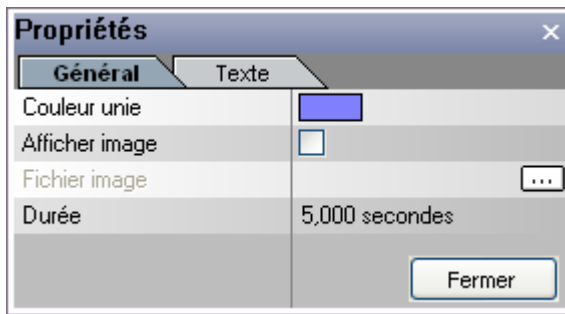 Propriétés
Général Texte
Couleur unie
Afficher image
Fichier image ...
Durée 5,000 secondes
Fermer